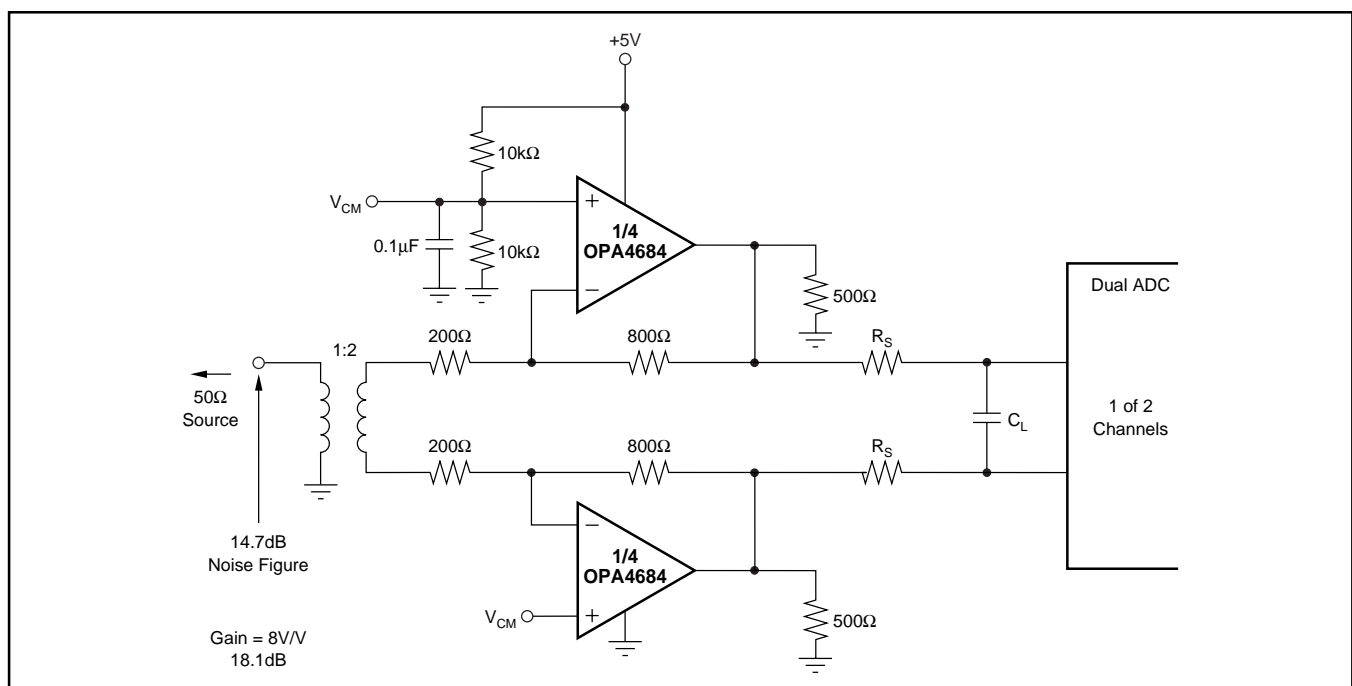 +5V
10kΩ
V_CM
0.1μF
10kΩ
+
1/4
OPA4684
−
500Ω
Dual ADC
200Ω
800Ω
R_S
1:2
50Ω
Source
1 of 2
Channels
C_L
200Ω
800Ω
R_S
−
1/4
OPA4684
+
14.7dB
Noise Figure
V_CM
500Ω
Gain = 8V/V
18.1dB